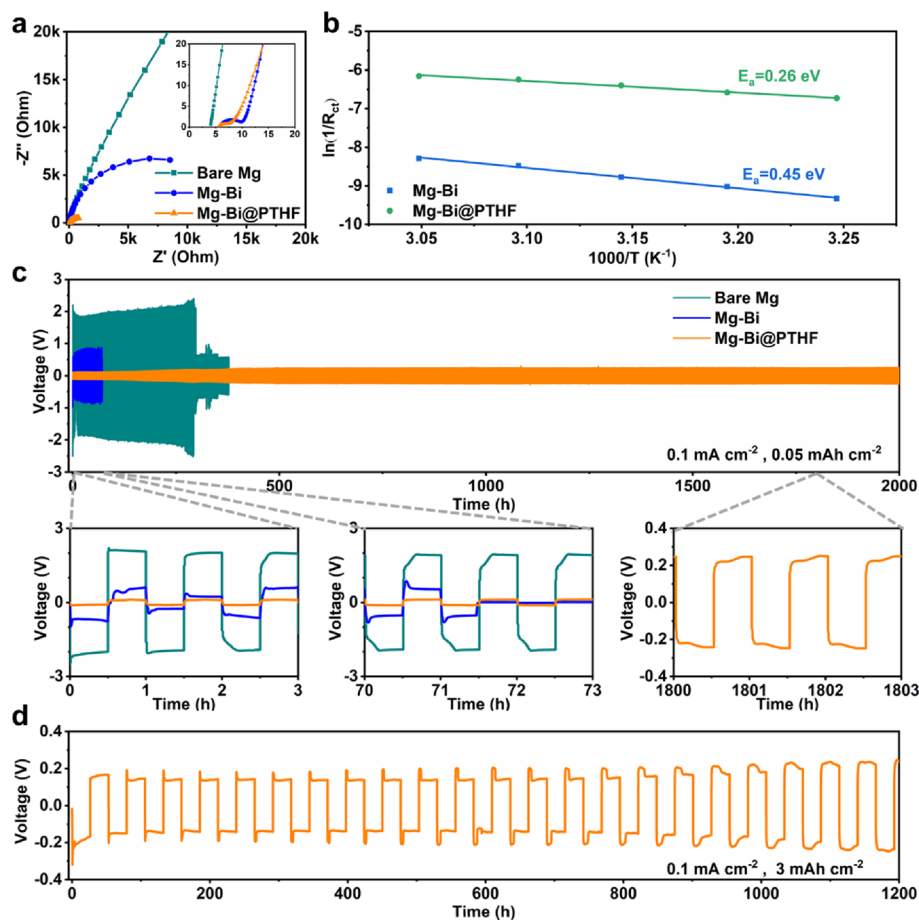 a
20k
15k
10k
5k
0
-Z'' (Ohm)
0 5k 10k 15k 20k
Z' (Ohm)
20
15
10
5
0
0 5 10 15 20
Bare Mg
Mg-Bi
Mg-Bi@PTHF
b
-5
-6
-7
-8
-9
-10
ln(1/Rct)
Ea=0.26 eV
Ea=0.45 eV
Mg-Bi
Mg-Bi@PTHF
3.05 3.10 3.15 3.20 3.25
1000/T (K-1)
c
3
2
1
0
-1
-2
-3
Voltage (V)
Bare Mg
Mg-Bi
Mg-Bi@PTHF
0.1 mA cm-2 , 0.05 mAh cm-2
0 500 1000 1500 2000
Time (h)
3
0
-3
Voltage (V)
0 1 2 3
Time (h)
3
0
-3
Voltage (V)
70 71 72 73
Time (h)
0.4
0.2
0.0
-0.2
-0.4
Voltage (V)
1800 1801 1802 1803
Time (h)
d
0.4
0.2
0.0
-0.2
-0.4
Voltage (V)
0.1 mA cm-2 , 3 mAh cm-2
0 200 400 600 800 1000 1200
Time (h)